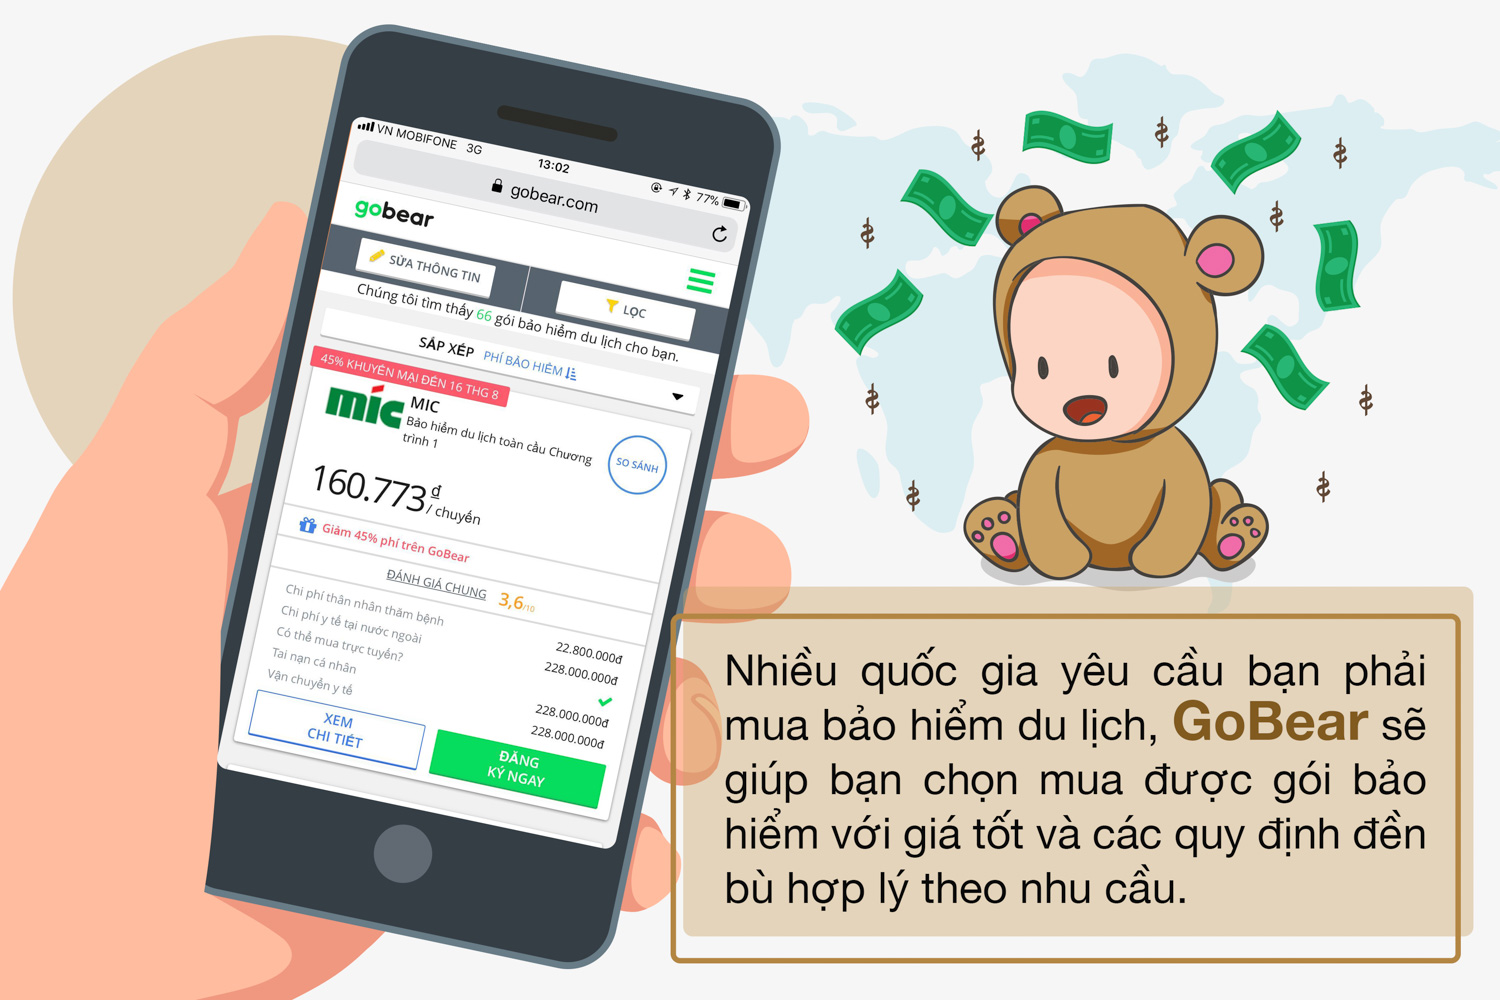 VN MOBIFONE 3G
13:02
77%
gobear.com
gobear
SỬA THÔNG TIN
LỌC
Chúng tôi tìm thấy 66 gói bảo hiểm du lịch cho bạn.
SẮP XẾP PHÍ BẢO HIỂM
45% KHUYẾN MẠI ĐẾN 16 THG 8
mic
MIC
Bảo hiểm du lịch toàn cầu Chương
trình 1
SO SÁNH
160.773đ / chuyến
Giảm 45% phí trên GoBear
ĐÁNH GIÁ CHUNG 3,6/10
Chi phí thân nhân thăm bệnh 22.800.000đ
Chi phí y tế tại nước ngoài 228.000.000đ
Có thể mua trực tuyến?
Tai nạn cá nhân 228.000.000đ
Vận chuyển y tế 228.000.000đ
XEM
CHI TIẾT
ĐĂNG
KÝ NGAY
Nhiều quốc gia yêu cầu bạn phải
mua bảo hiểm du lịch, GoBear sẽ
giúp bạn chọn mua được gói bảo
hiểm với giá tốt và các quy định đền
bù hợp lý theo nhu cầu.